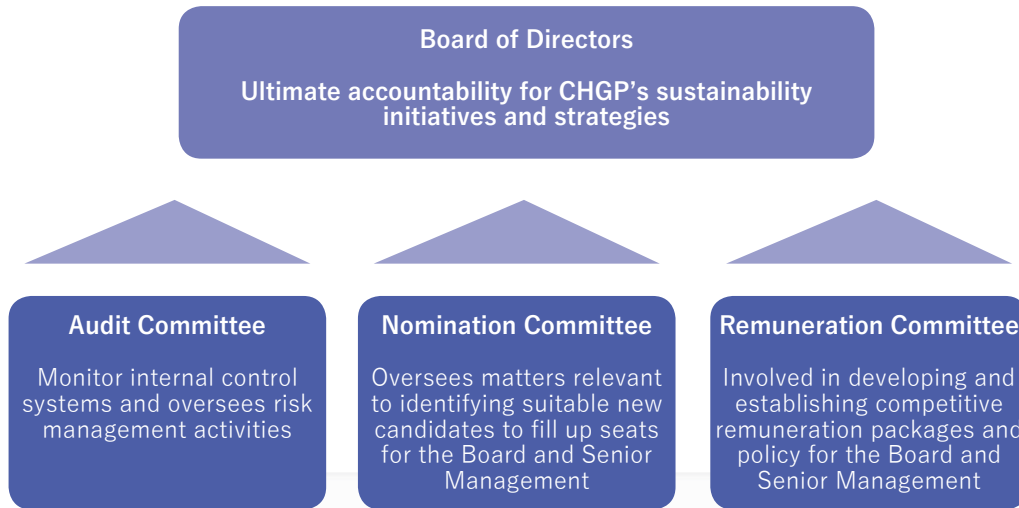 Board of Directors
Ultimate accountability for CHGP's sustainability
initiatives and strategies
Audit Committee
Monitor internal control
systems and oversees risk
management activities
Nomination Committee
Oversees matters relevant
to identifying suitable new
candidates to fill up seats
for the Board and Senior
Management
Remuneration Committee
Involved in developing and
establishing competitive
remuneration packages and
policy for the Board and
Senior Management